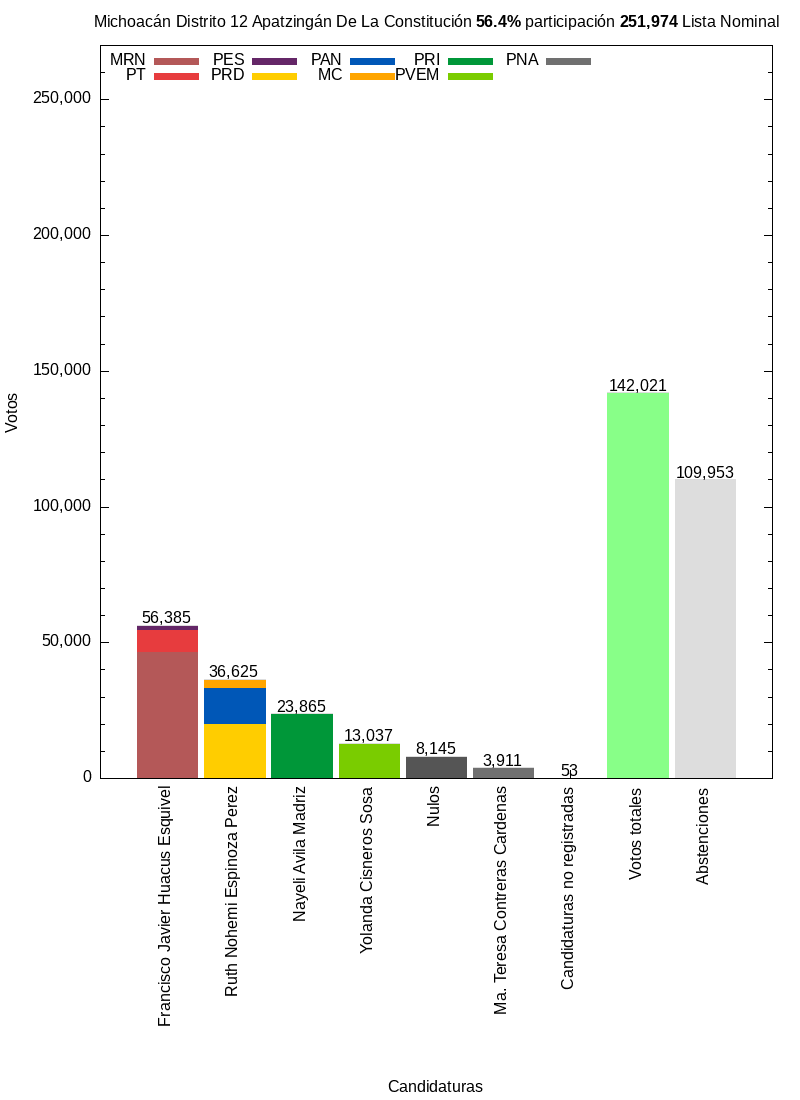 Michoacán Distrito 12 Apatzingán De La Constitución 56.4% participación 251,974 Lista Nominal
MRN PES PAN PRI PNA
PT PRD MC PVEM
250,000
200,000
150,000
100,000
50,000
0
Votos
56,385
36,625
23,865
13,037
8,145
3,911
53
142,021
109,953
Francisco Javier Huacus Esquivel
Ruth Nohemi Espinoza Perez
Nayeli Avila Madriz
Yolanda Cisneros Sosa
Nulos
Ma. Teresa Contreras Cardenas
Candidaturas no registradas
Votos totales
Abstenciones
Candidaturas